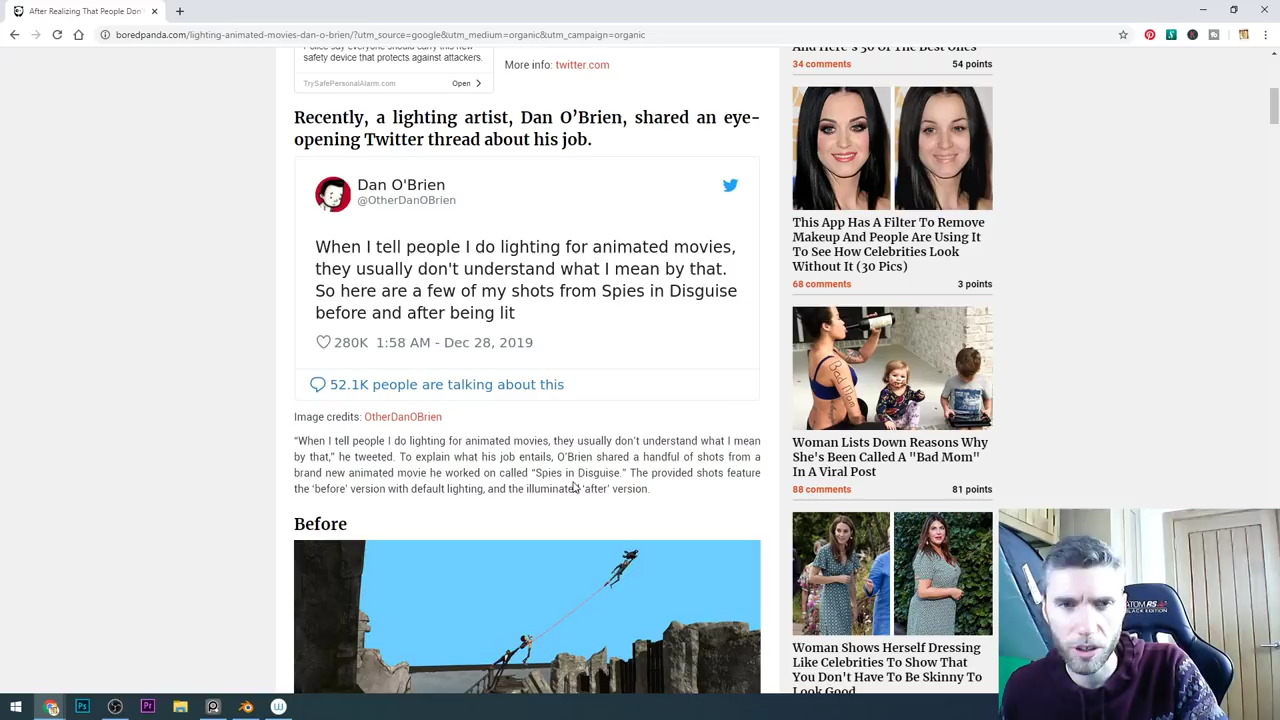 After Realizing That People Don'
boredpanda.com/lighting-animated-movies-dan-o-brien/?utm_source=google&utm_medium=organic&utm_campaign=organic
safety device that protects against attackers.
TrySafePersonalAlarm.com
Open
More info: twitter.com
Recently, a lighting artist, Dan O’Brien, shared an eye-
opening Twitter thread about his job.
Dan O'Brien
@OtherDanOBrien
When I tell people I do lighting for animated movies,
they usually don't understand what I mean by that.
So here are a few of my shots from Spies in Disguise
before and after being lit
280K 1:58 AM - Dec 28, 2019
52.1K people are talking about this
Image credits: OtherDanOBrien
“When I tell people I do lighting for animated movies, they usually don’t understand what I mean
by that,” he tweeted. To explain what his job entails, O’Brien shared a handful of shots from a
brand new animated movie he worked on called “Spies in Disguise.” The provided shots feature
the ‘before’ version with default lighting, and the illuminated ‘after’ version.
Before
And Here's 30 Of The Best Ones
34 comments
54 points
This App Has A Filter To Remove
Makeup And People Are Using It
To See How Celebrities Look
Without It (30 Pics)
68 comments
3 points
Bad Mom
Woman Lists Down Reasons Why
She's Been Called A "Bad Mom"
In A Viral Post
88 comments
81 points
Woman Shows Herself Dressing
Like Celebrities To Show That
You Don't Have To Be Skinny To
Look Good
ATOM RS
BLACK EDITION
Ps
Pr